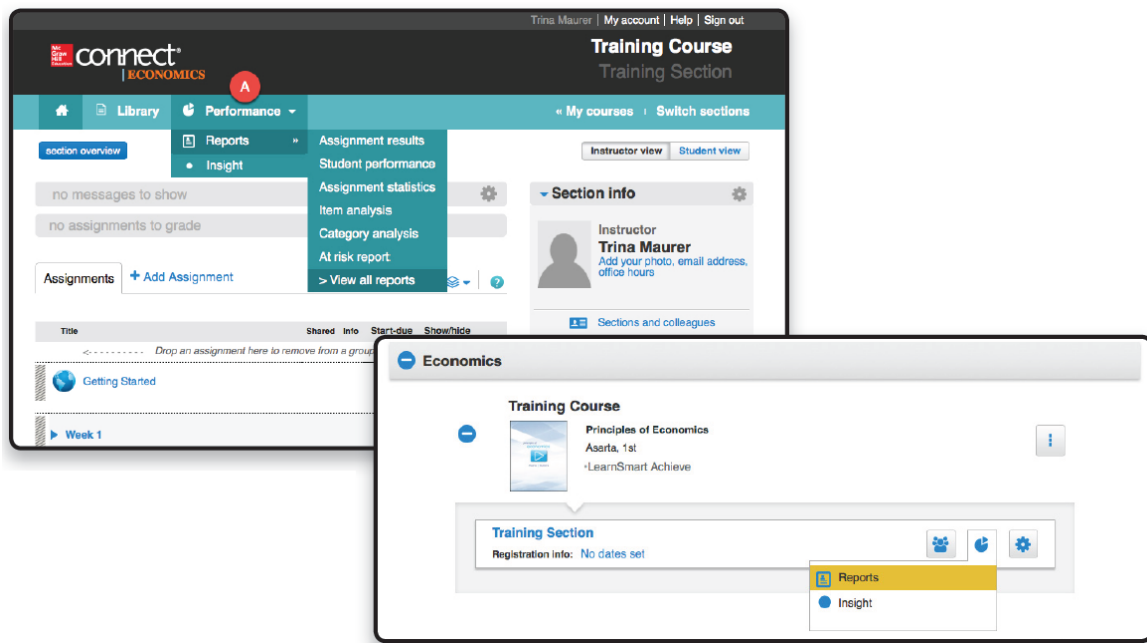 Trina Maurer | My account | Help | Sign out
Mc
Graw
Hill
Education
connect®
ECONOMICS
Training Course
Training Section
A
Library
Performance
« My courses
Switch sections
section overview
Reports »
Insight
Assignment results
Student performance
Assignment statistics
Item analysis
Category analysis
At risk report
> View all reports
Instructor view
Student view
no messages to show
no assignments to grade
Section info
Instructor
Trina Maurer
Add your photo, email address,
office hours
Sections and colleagues
Assignments
+ Add Assignment
?
Title Shared Info Start-due Show/hide
<- - - - - - - - - - Drop an assignment here to remove from a group
Getting Started
Week 1
Economics
Training Course
Principles of Economics
Asarta, 1st
•LearnSmart Achieve
Training Section
Registration info: No dates set
Reports
Insight